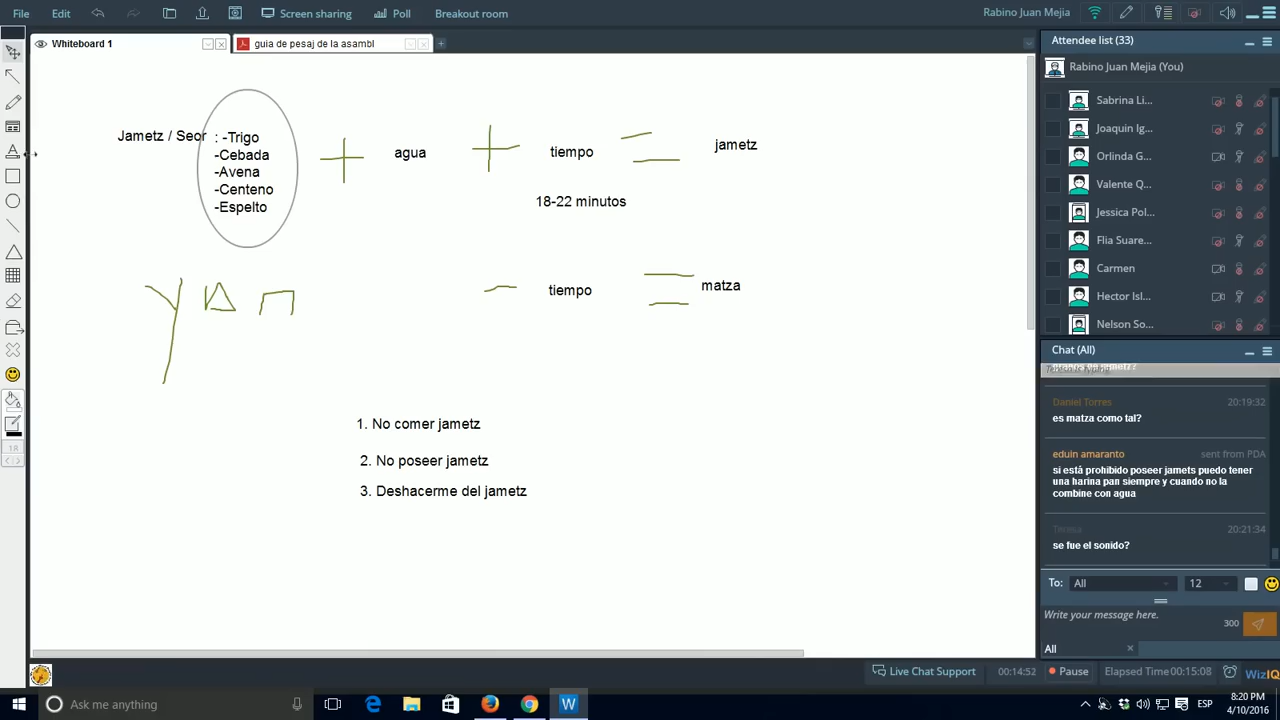 File Edit Screen sharing Poll Breakout room Rabino Juan Mejia
Whiteboard 1 guia de pesaj de la asambl
Jametz / Seor : -Trigo
-Cebada
-Avena
-Centeno
-Espelto
+ agua + tiempo = jametz
18-22 minutos
- tiempo = matza
1. No comer jametz
2. No poseer jametz
3. Deshacerme del jametz
Attendee list (33)
Rabino Juan Mejia (You)
Sabrina Li...
Joaquin Ig...
Orlinda G...
Valente Q...
Jessica Pol...
Flia Suare...
Carmen
Hector Isl...
Nelson So...
Chat (All)
Daniel Torres 20:19:32
es matza como tal?
eduin amaranto sent from PDA
si está prohibido poseer jamets puedo tener
una harina pan siempre y cuando no la
combine con agua
Teresa 20:21:34
se fue el sonido?
To: All 12
Write your message here.
300
All
Live Chat Support 00:14:52 Pause Elapsed Time 00:15:08 WizIQ
Ask me anything
ESP 8:20 PM
4/10/2016